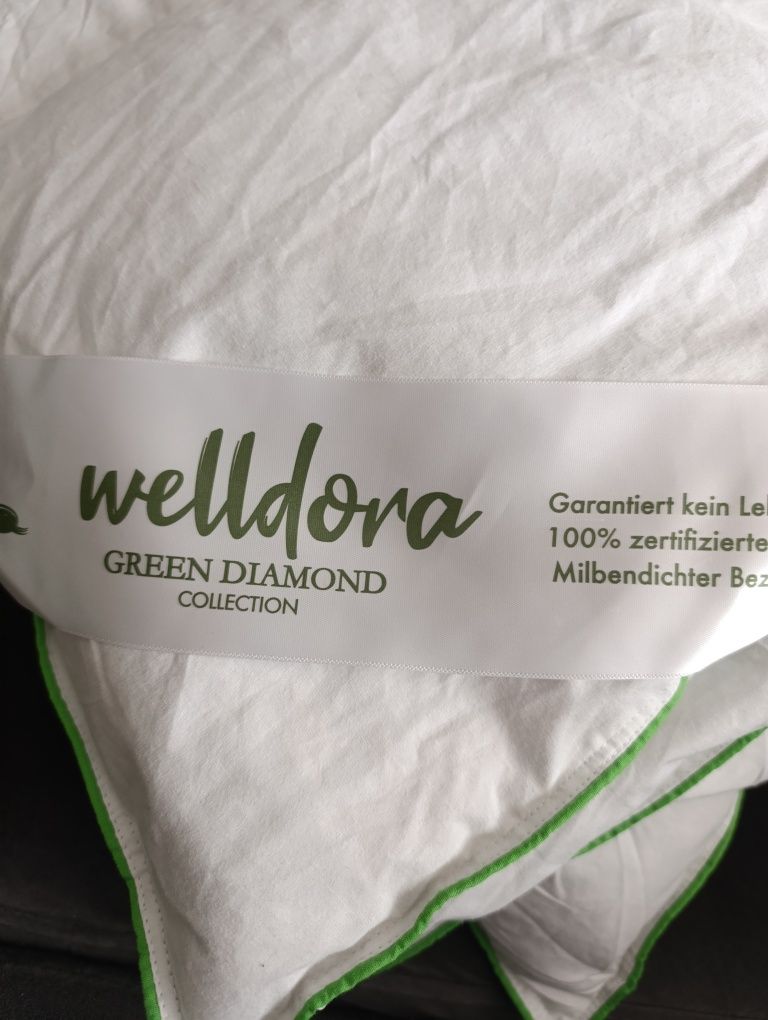 welldora
GREEN DIAMOND
COLLECTION
Garantiert kein
100% zertifizierte
Milbendichter